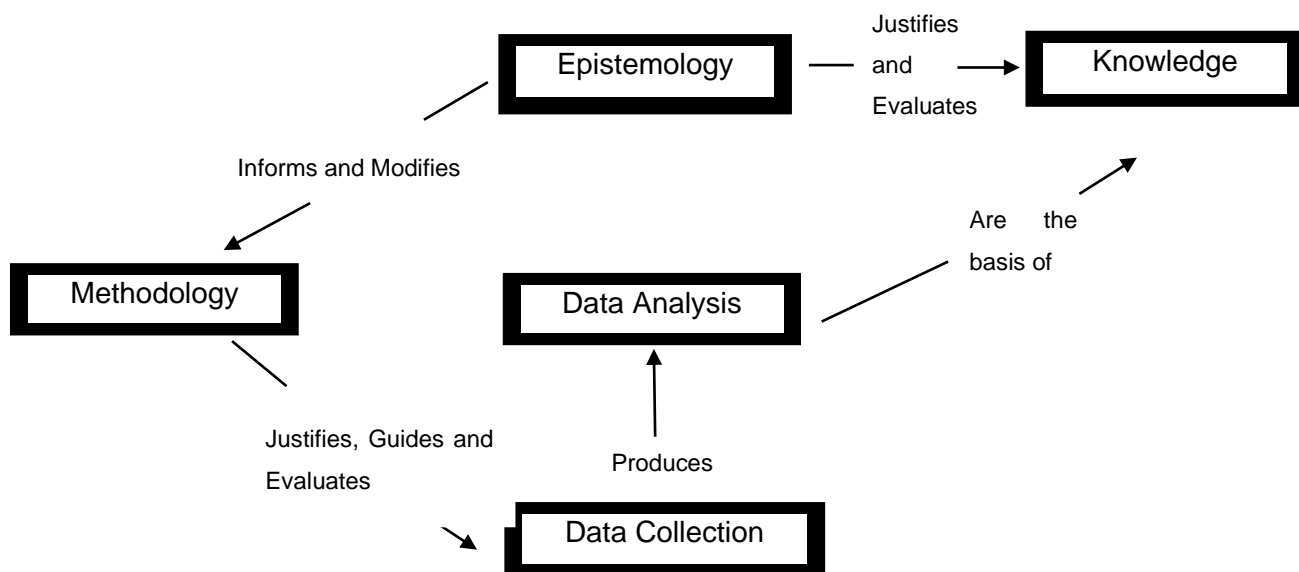 Epistemology
Justifies
and
Evaluates
Knowledge
Informs and Modifies
Are the
basis of
Methodology
Data Analysis
Justifies, Guides and
Evaluates
Produces
Data Collection